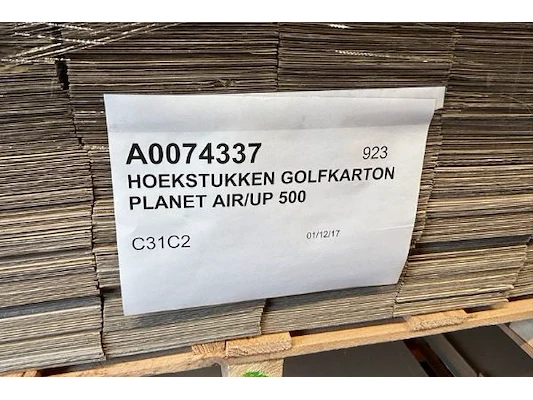 A0074337 923
HOEKSTUKKEN GOLFKARTON
PLANET AIR/UP 500
C31C2 01/12/17